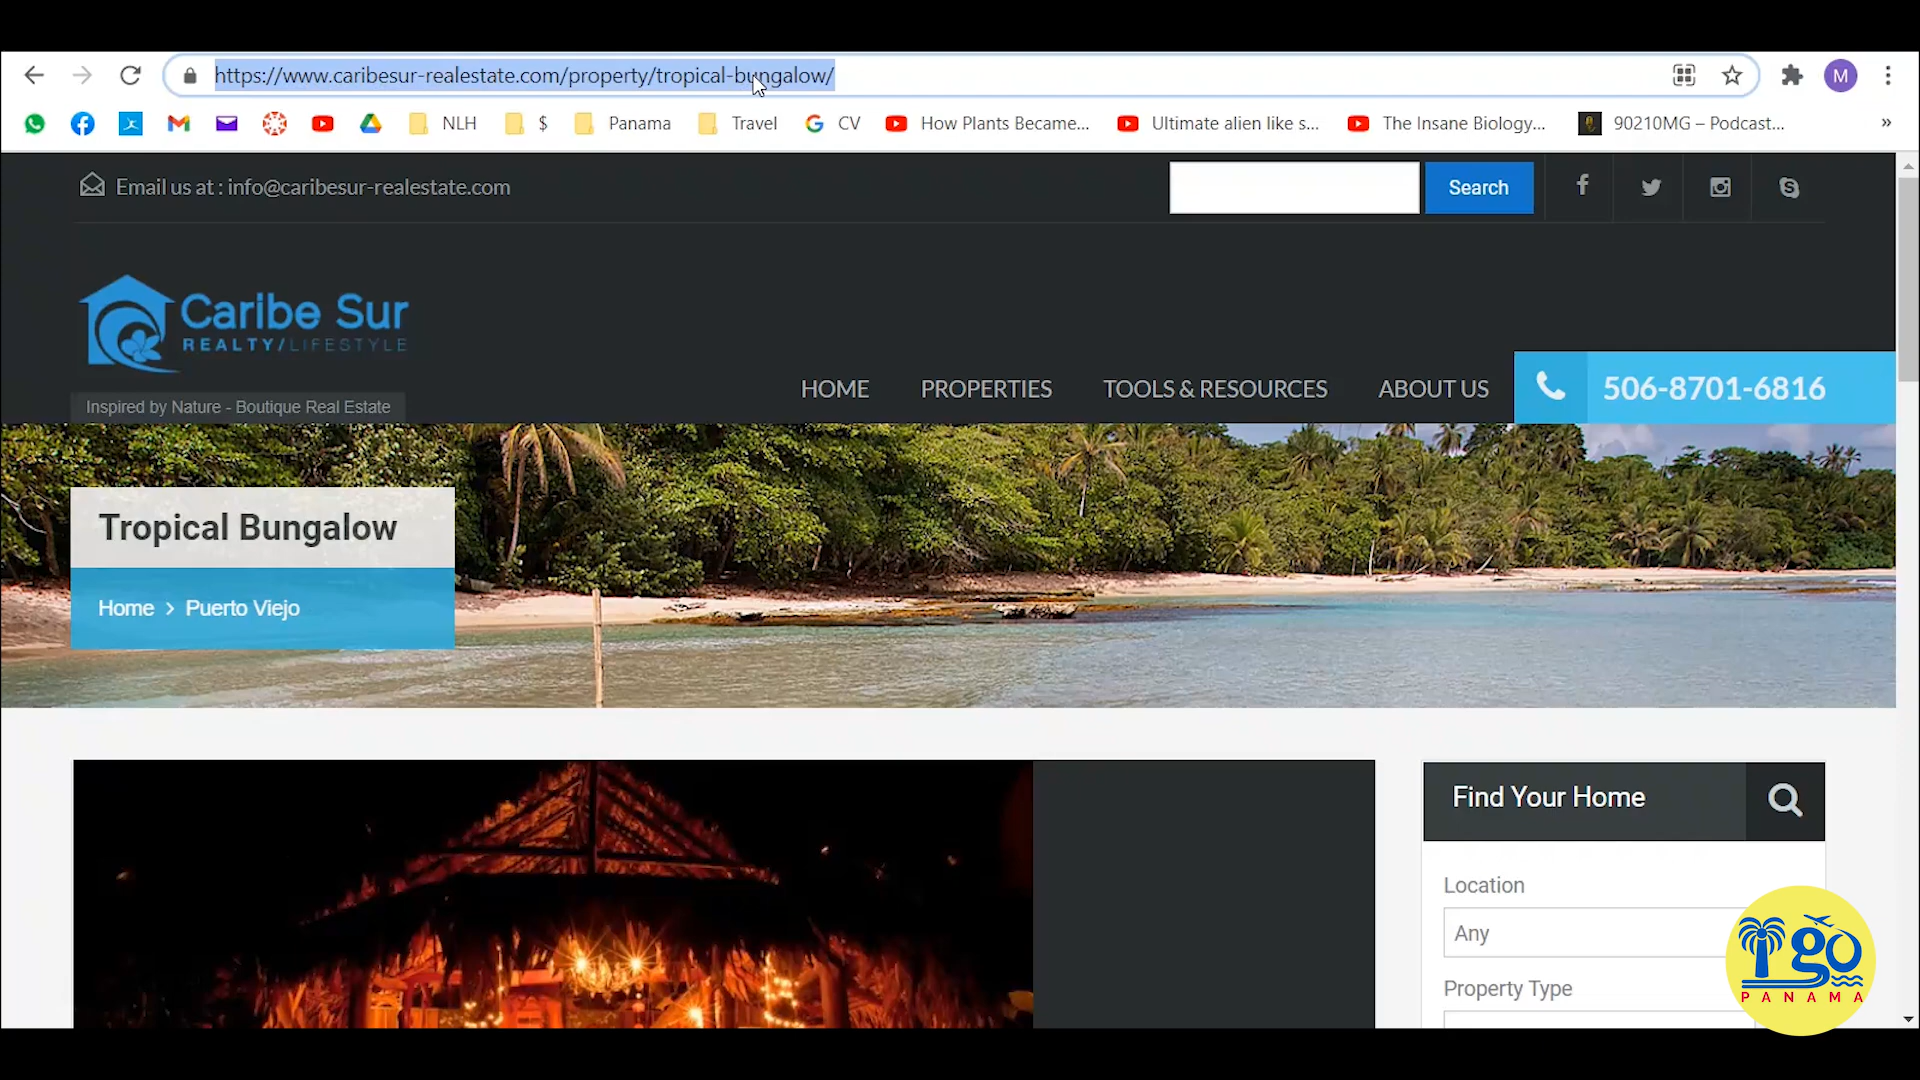 https://www.caribesur-realestate.com/property/tropical-bungalow/
M
NLH $ Panama Travel CV How Plants Became... Ultimate alien like s... The Insane Biology... 90210MG – Podcast... »
Email us at : info@caribesur-realestate.com
Search
Caribe Sur
REALTY/LIFESTYLE
Inspired by Nature - Boutique Real Estate
HOME PROPERTIES TOOLS & RESOURCES ABOUT US 506-8701-6816
Tropical Bungalow
Home > Puerto Viejo
Find Your Home
Location
Any
Property Type
igo
PANAMA